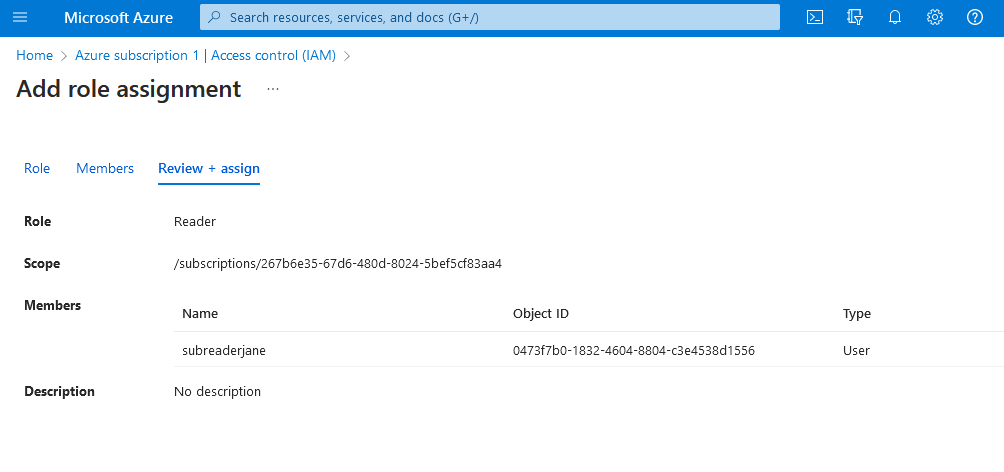 Microsoft Azure
Search resources, services, and docs (G+/)
Home > Azure subscription 1 | Access control (IAM) >
Add role assignment ...
Role Members Review + assign
Role Reader
Scope /subscriptions/267b6e35-67d6-480d-8024-5bef5cf83aa4
Members
Name Object ID Type
subreaderjane 0473f7b0-1832-4604-8804-c3e4538d1556 User
Description No description